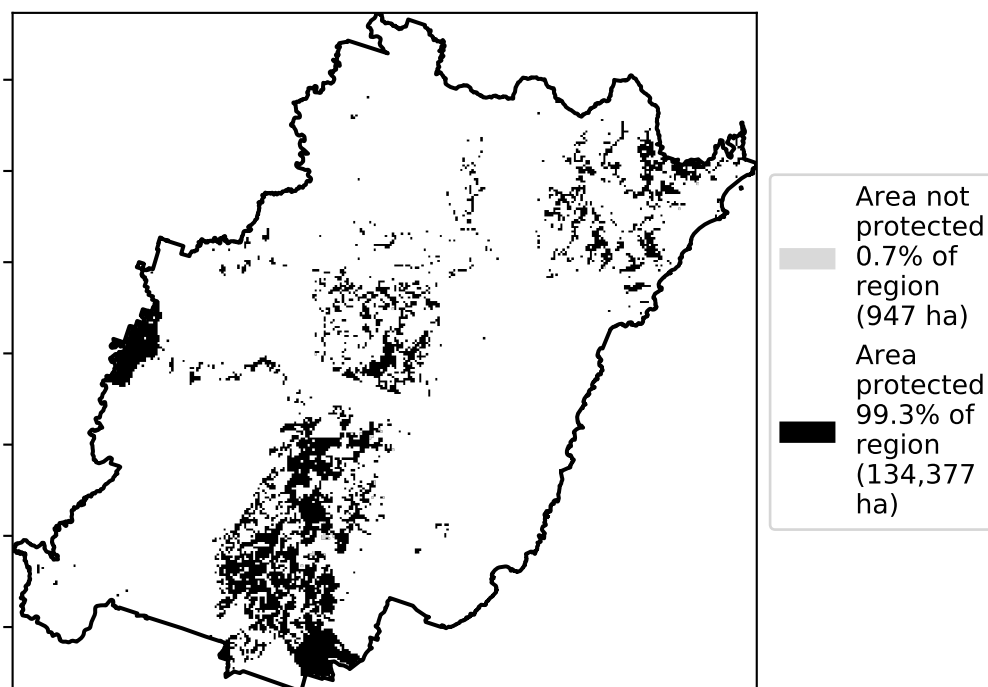 Area not
protected
0.7% of
region
(947 ha)
Area
protected
99.3% of
region
(134,377
ha)